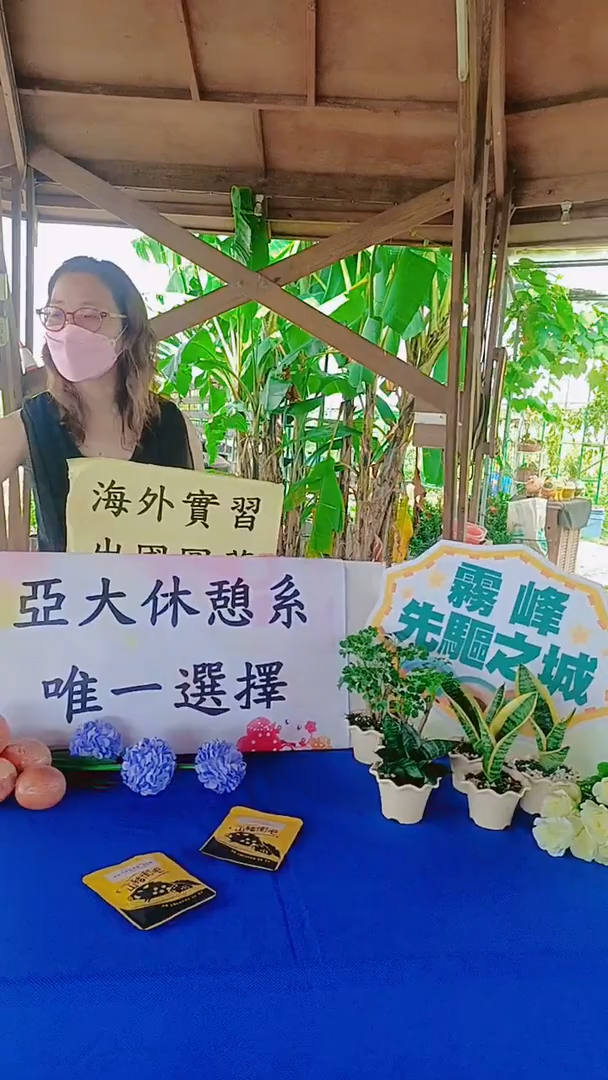 海外實習
亞大休憩系
唯一選擇
霧峰
先驅之城